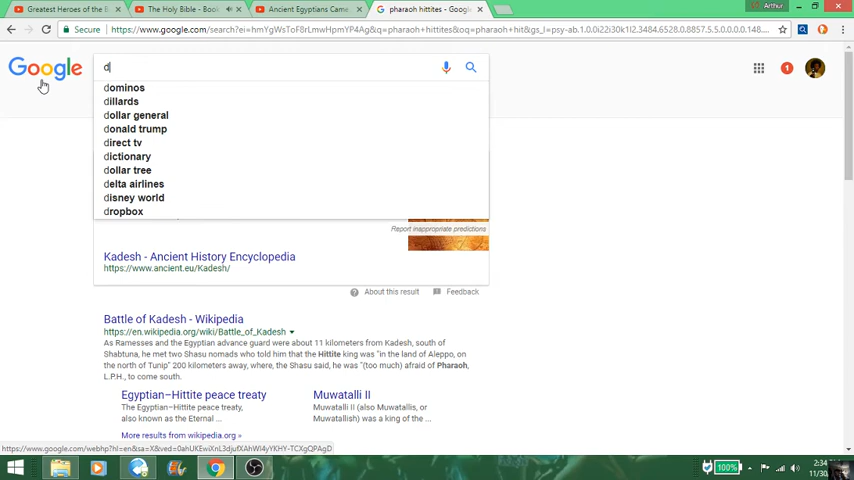 Arthur
Greatest Heroes of the B
The Holy Bible - Book
Ancient Egyptians Came
pharaoh hittites - Googl
Secure
https://www.google.com/search?ei=hmYgWsToF8rLmwHpmYP4Ag&q=pharaoh+hittites&oq=pharaoh+hit&gs_l=psy-ab.1.0.0i22i30k1l2.3484.6528.0.8857.5.5.0.0.0.0
Google
d
1
dominos
dillards
dollar general
donald trump
direct tv
dictionary
dollar tree
delta airlines
disney world
dropbox
Report inappropriate predictions
Kadesh - Ancient History Encyclopedia
https://www.ancient.eu/Kadesh/
About this result
Feedback
Battle of Kadesh - Wikipedia
https://en.wikipedia.org/wiki/Battle_of_Kadesh
As Ramesses and the Egyptian advance guard were about 11 kilometers from Kadesh, south of
Shabtuna, he met two Shasu nomads who told him that the Hittite king was "in the land of Aleppo, on
the north of Tunip" 200 kilometers away, where, the Shasu said, he was "(too much) afraid of Pharaoh,
L.P.H., to come south.
Egyptian–Hittite peace treaty
Muwatalli II
The Egyptian–Hittite peace treaty,
Muwatalli II (also Muwatallis, or
also known as the Eternal ...
Muwatallish) was a king of the ...
More results from wikipedia.org »
100%
2:34
11/30